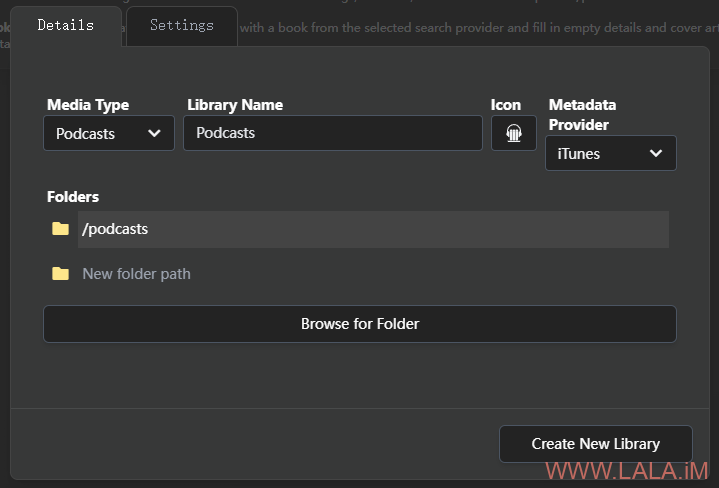 Details
Settings
with a book from the selected search provider and fill in empty details and cover art
Media Type
Library Name
Icon
Metadata
Provider
Podcasts
Podcasts
iTunes
Folders
/podcasts
New folder path
Browse for Folder
Create New Library
WWW.LALA.iM